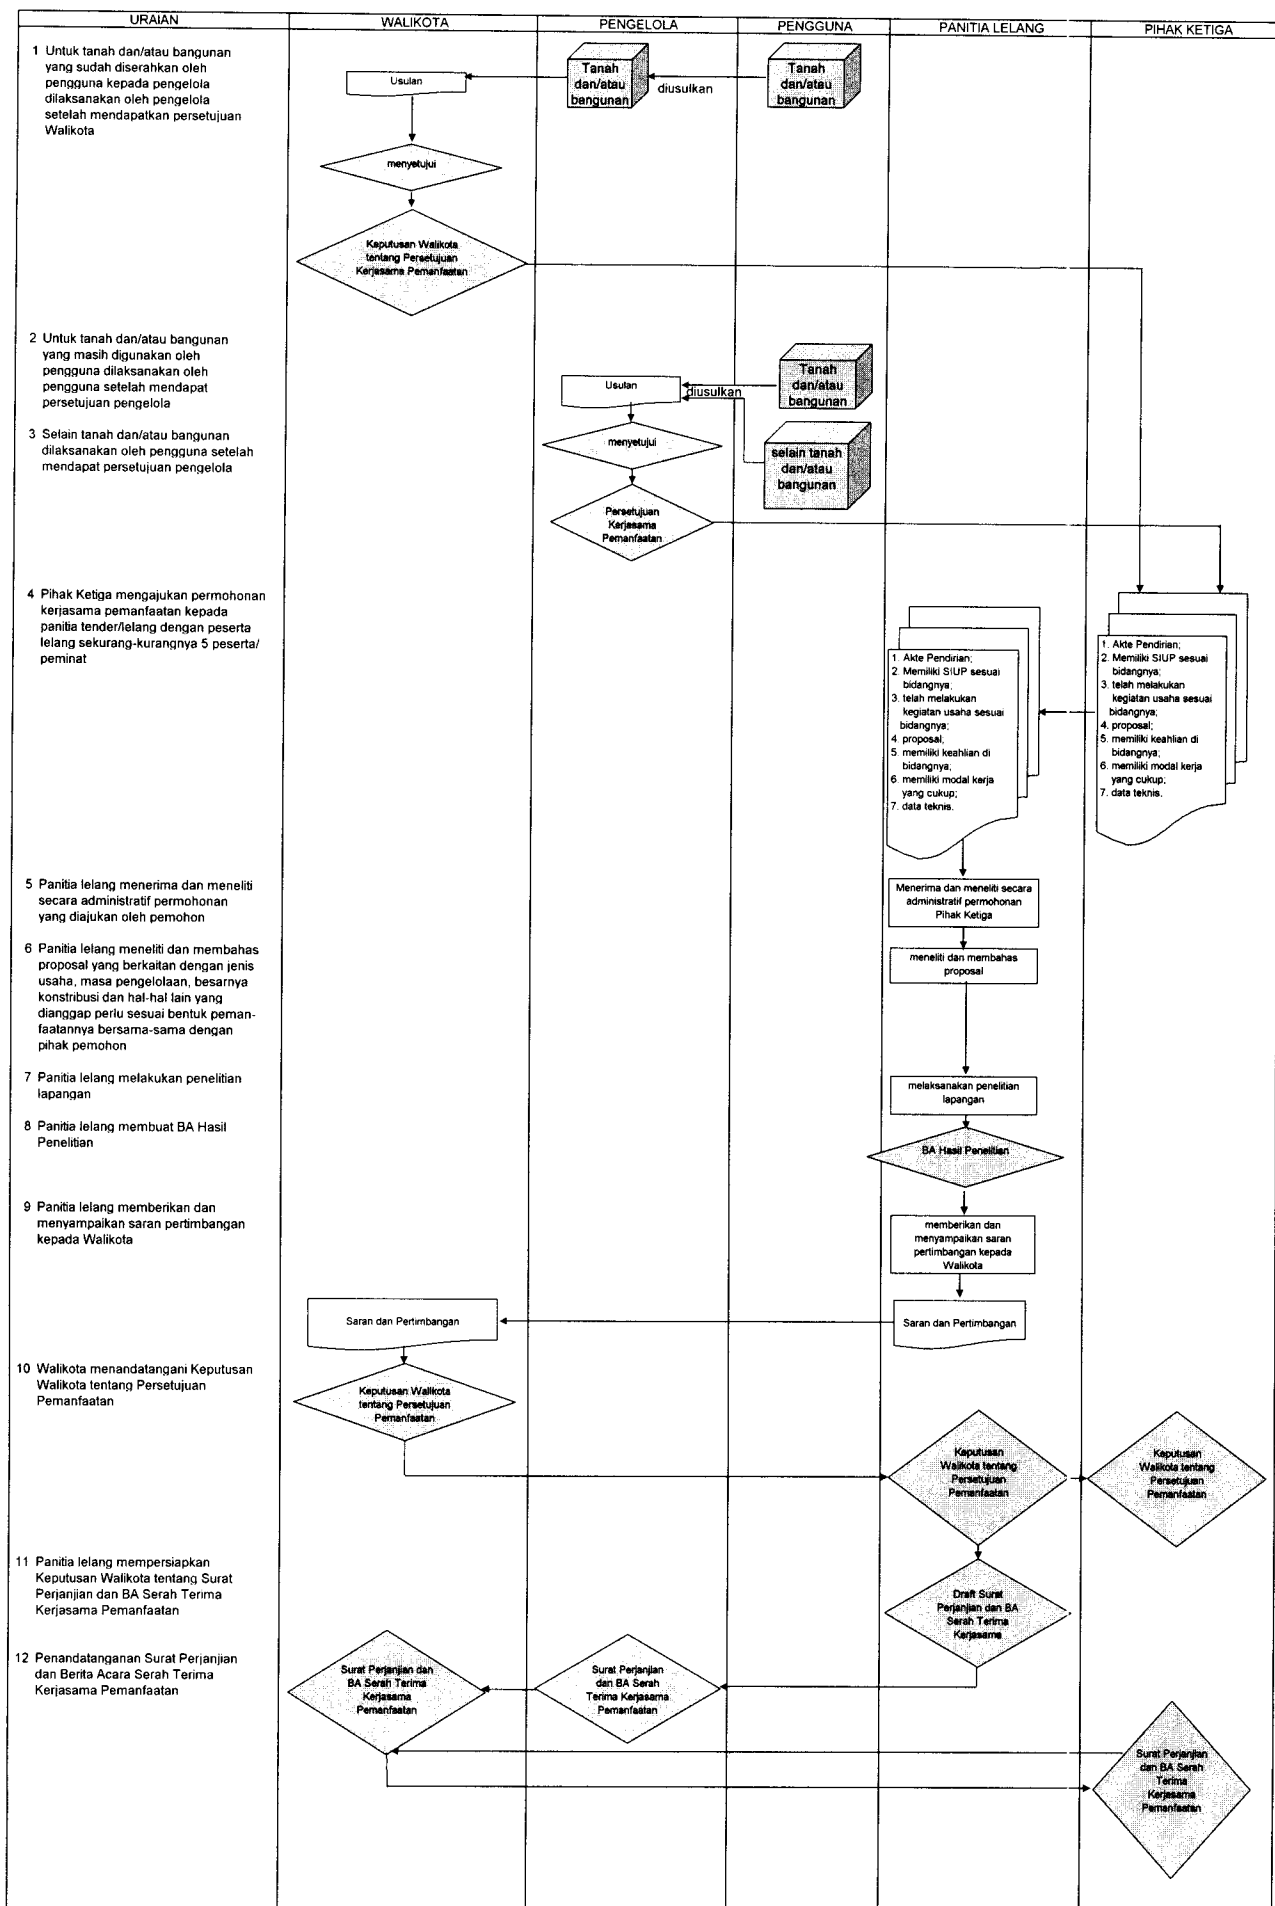 URAIAN
WALIKOTA
PENGELOLA
PENGGUNA
PANITIA LELANG
PIHAK KETIGA
1 Untuk tanah dan/atau bangunan
yang sudah diserahkan oleh
pengguna kepada pengelola
dilaksanakan oleh pengelola
setelah mendapatkan persetujuan
Walikota
Usulan
Tanah
dan/atau
bangunan
diusulkan
Tanah
dan/atau
bangunan
menyetujui
Keputusan Walikota
tentang Persetujuan
Kerjasama Pemanfaatan
2 Untuk tanah dan/atau bangunan
yang masih digunakan oleh
pengguna dilaksanakan oleh
pengguna setelah mendapat
persetujuan pengelola
Usulan
diusulkan
Tanah
dan/atau
bangunan
3 Selain tanah dan/atau bangunan
dilaksanakan oleh pengguna setelah
mendapat persetujuan pengelola
menyetujui
selain tanah
dan/atau
bangunan
Persetujuan
Kerjasama
Pemanfaatan
4 Pihak Ketiga mengajukan permohonan
kerjasama pemanfaatan kepada
panitia tender/lelang dengan peserta
lelang sekurang-kurangnya 5 peserta/
peminat
1. Akte Pendirian;
2. Memiliki SIUP sesuai
bidangnya;
3. telah melakukan
kegiatan usaha sesuai
bidangnya;
4. proposal;
5. memiliki keahlian di
bidangnya;
6. memiliki modal kerja
yang cukup;
7. data teknis.
1. Akte Pendirian;
2. Memiliki SIUP sesuai
bidangnya;
3. telah melakukan
kegiatan usaha sesuai
bidangnya;
4. proposal;
5. memiliki keahlian di
bidangnya;
6. memiliki modal kerja
yang cukup;
7. data teknis.
5 Panitia lelang menerima dan meneliti
secara administratif permohonan
yang diajukan oleh pemohon
Menerima dan meneliti secara
administratif permohonan
Pihak Ketiga
6 Panitia lelang meneliti dan membahas
proposal yang berkaitan dengan jenis
usaha, masa pengelolaan, besarnya
konstribusi dan hal-hal lain yang
dianggap perlu sesuai bentuk peman-
faatannya bersama-sama dengan
pihak pemohon
meneliti dan membahas
proposal
7 Panitia lelang melakukan penelitian
lapangan
melaksanakan penelitian
lapangan
8 Panitia lelang membuat BA Hasil
Penelitian
BA Hasil Penelitian
9 Panitia lelang memberikan dan
menyampaikan saran pertimbangan
kepada Walikota
memberikan dan
menyampaikan saran
pertimbangan kepada
Walikota
Saran dan Pertimbangan
Saran dan Pertimbangan
10 Walikota menandatangani Keputusan
Walikota tentang Persetujuan
Pemanfaatan
Keputusan Walikota
tentang Persetujuan
Pemanfaatan
Keputusan
Walikota tentang
Persetujuan
Pemanfaatan
Keputusan
Walikota tentang
Persetujuan
Pemanfaatan
11 Panitia lelang mempersiapkan
Keputusan Walikota tentang Surat
Perjanjian dan BA Serah Terima
Kerjasama Pemanfaatan
Draft Surat
Perjanjian dan BA
Serah Terima
Kerjasama
12 Penandatanganan Surat Perjanjian
dan Berita Acara Serah Terima
Kerjasama Pemanfaatan
Surat Perjanjian dan
BA Serah Terima
Kerjasama
Pemanfaatan
Surat Perjanjian
dan BA Serah
Terima Kerjasama
Pemanfaatan
Surat Perjanjian
dan BA Serah
Terima
Kerjasama
Pemanfaatan